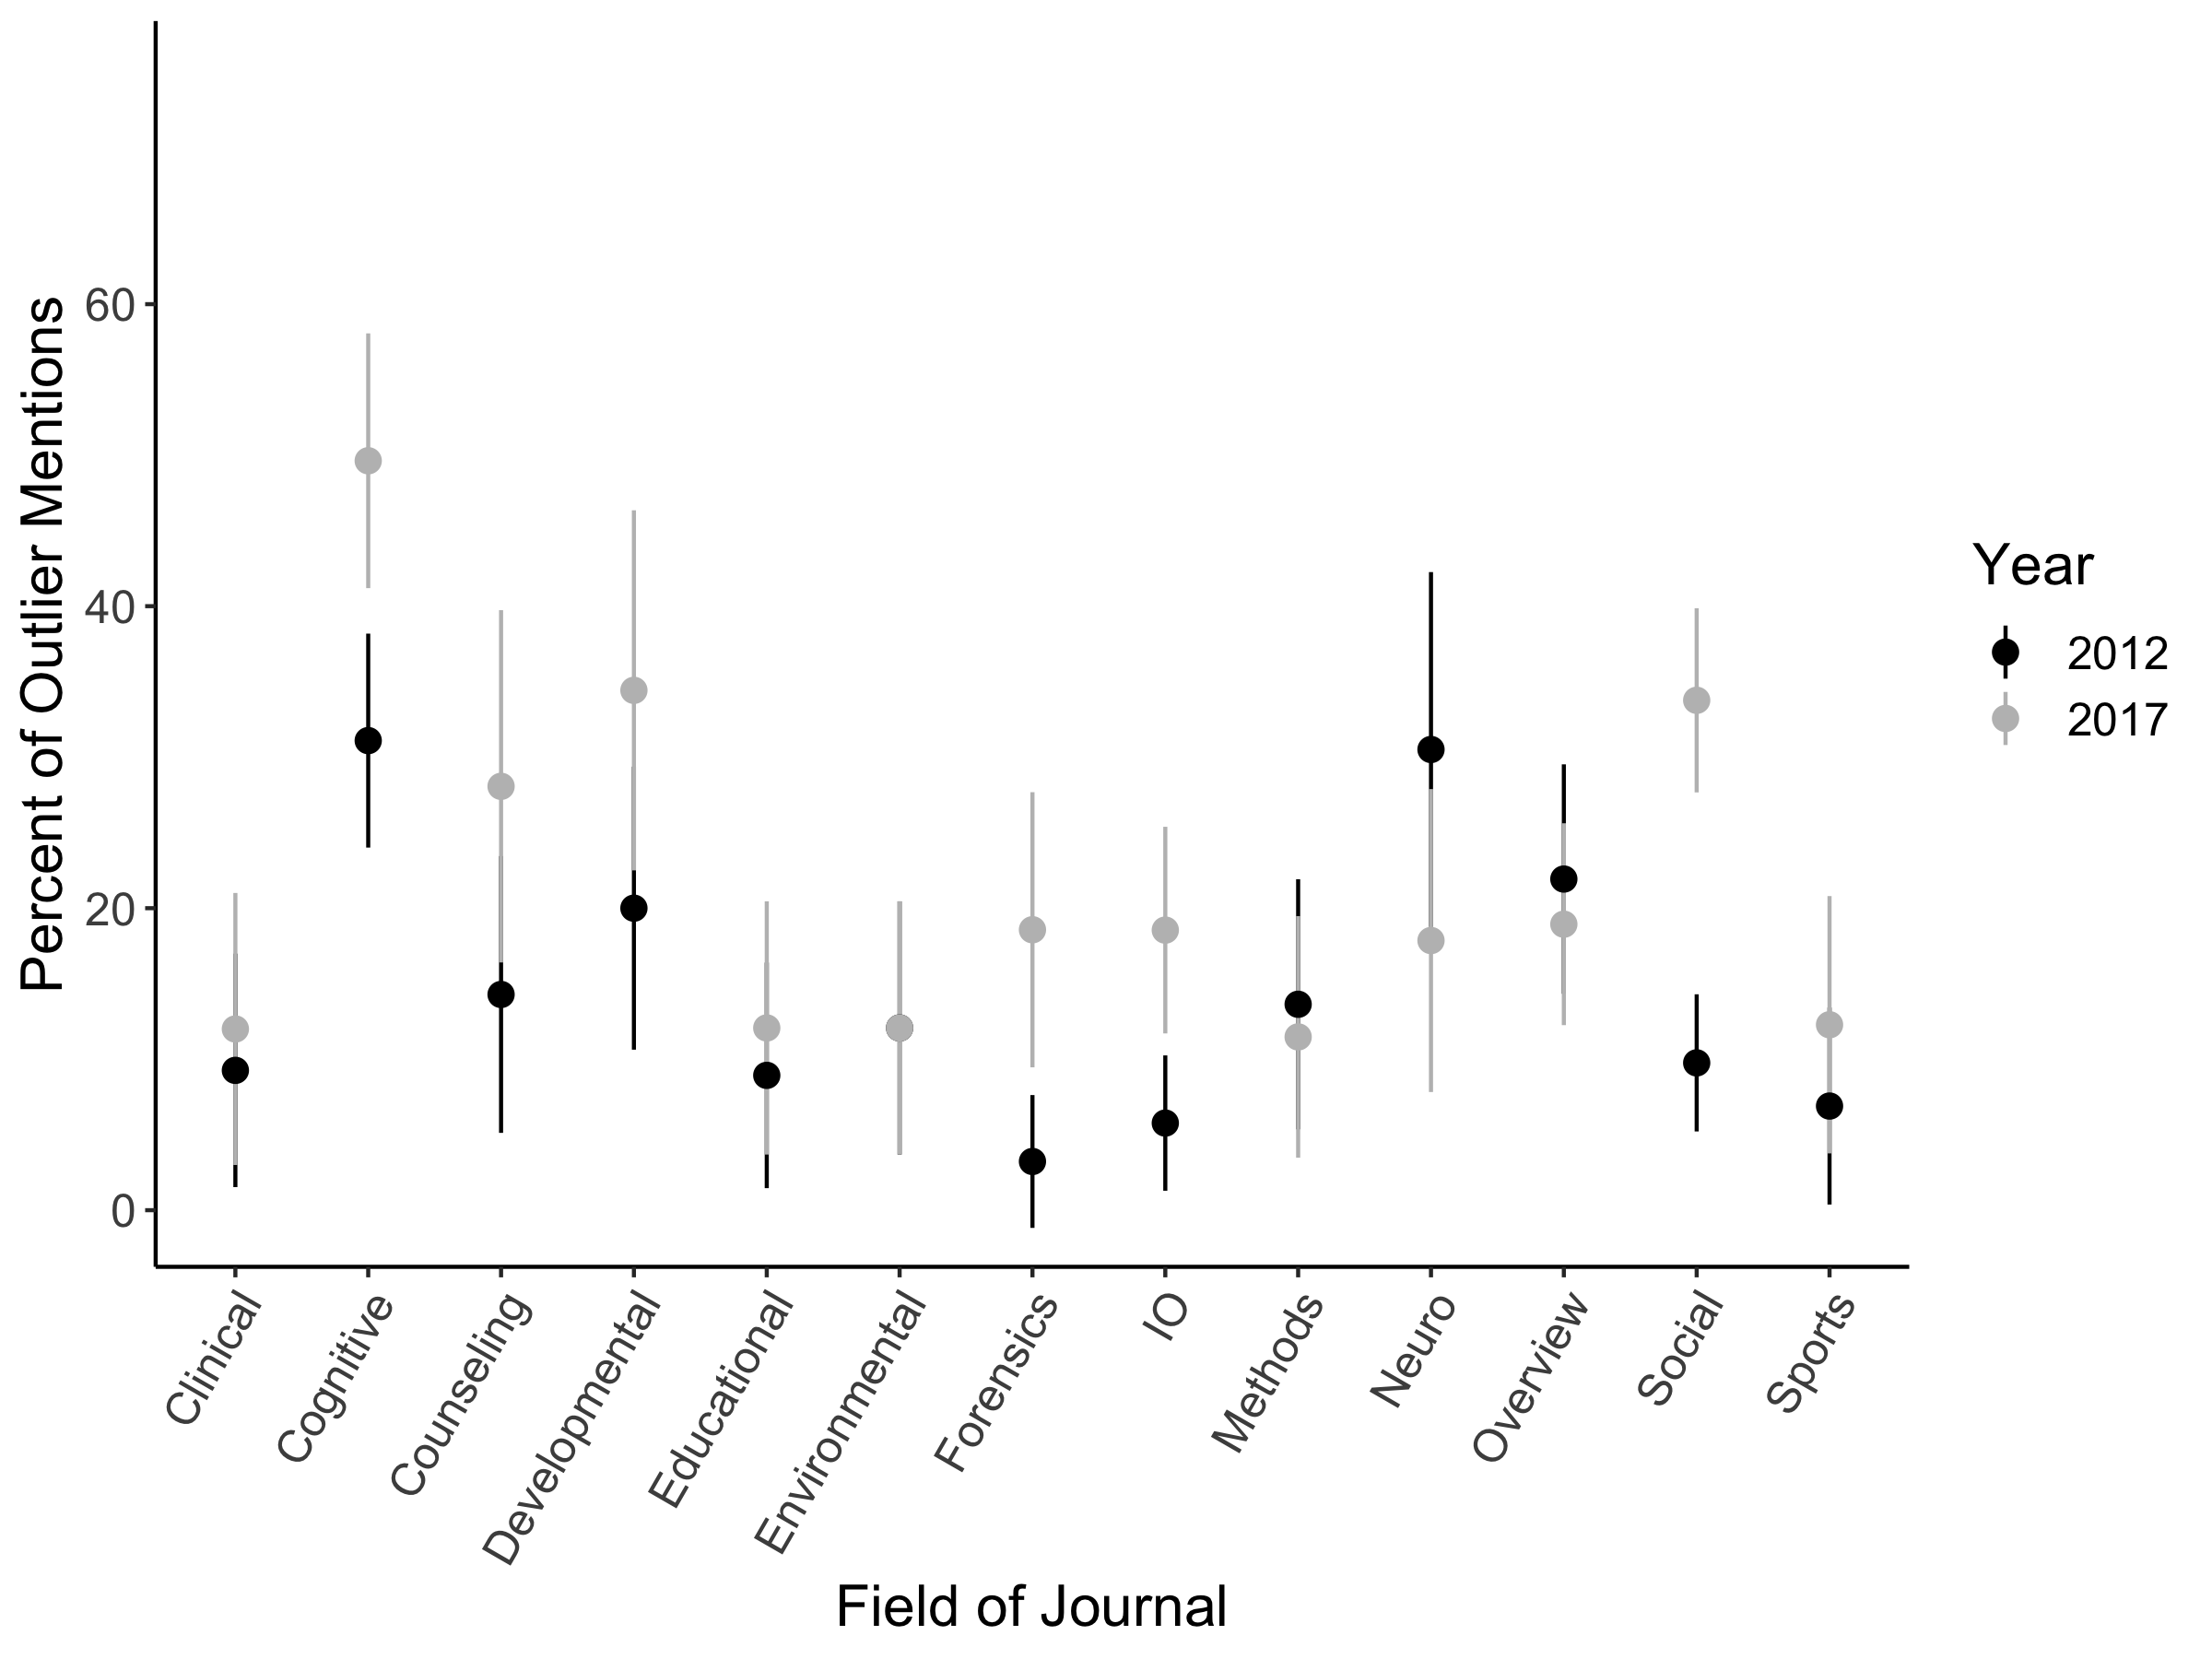 Percent of Outlier Mentions
60
40
20
0
Clinical
Cognitive
Counseling
Developmental
Educational
Environmental
Forensics
IO
Methods
Neuro
Overview
Social
Sports
Field of Journal
Year
2012
2017